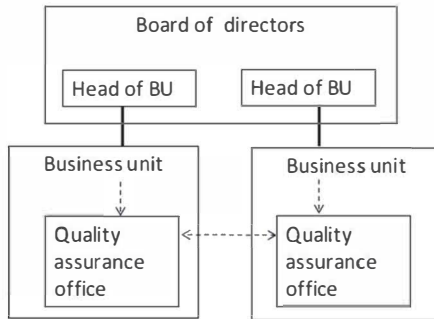 Board of directors
Head of BU
Head of BU
Business unit
Business unit
Quality
assurance
office
Quality
assurance
office